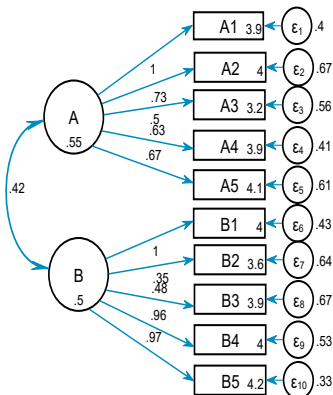 A1 3.9 ε1 .4
1
A2 4 ε2 .67
.73
A3 3.2 ε3 .56
A
.55
.5
.63
A4 3.9 ε4 .41
.67
A5 4.1 ε5 .61
.42
B1 4 ε6 .43
1
B2 3.6 ε7 .64
B
.5
.35
.48
B3 3.9 ε8 .67
.96
B4 4 ε9 .53
.97
B5 4.2 ε10 .33